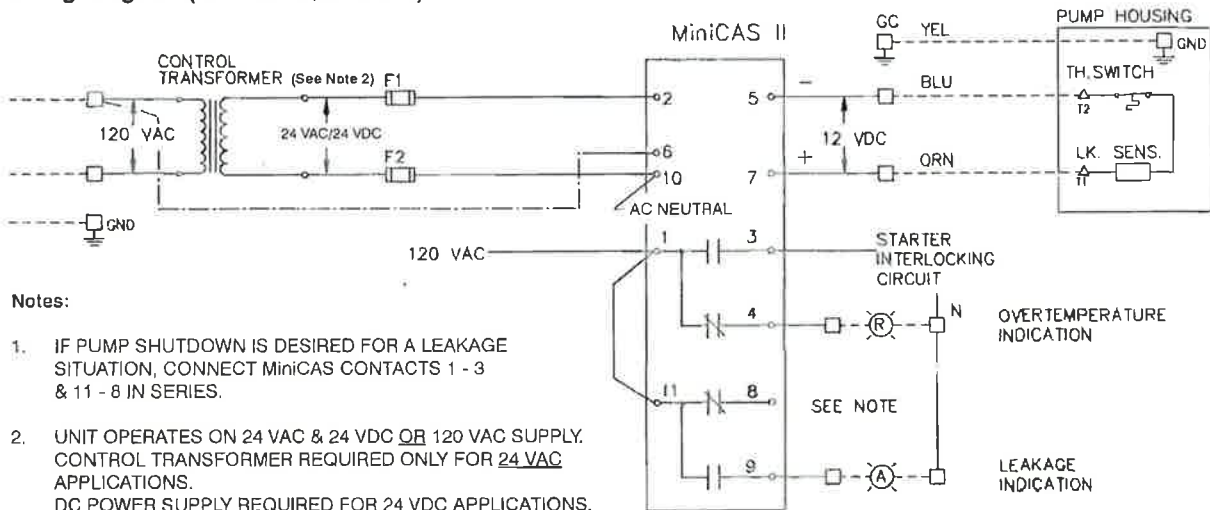 MiniCAS II
GC
YEL
PUMP HOUSING
GND
CONTROL
TRANSFORMER (See Note 2)
F1
2
5
−
BLU
TH. SWITCH
T2
120 VAC
24 VAC/24 VDC
12 VDC
F2
6
10
7
+
ORN
LK. SENS.
T1
GND
AC NEUTRAL
120 VAC
1
3
STARTER
INTERLOCKING
CIRCUIT
4
R
N
OVERTEMPERATURE
INDICATION
11
8
SEE NOTE
9
A
LEAKAGE
INDICATION
Notes:
1. IF PUMP SHUTDOWN IS DESIRED FOR A LEAKAGE
SITUATION, CONNECT MiniCAS CONTACTS 1 - 3
& 11 - 8 IN SERIES.
2. UNIT OPERATES ON 24 VAC & 24 VDC OR 120 VAC SUPPLY.
CONTROL TRANSFORMER REQUIRED ONLY FOR 24 VAC
APPLICATIONS.
DC POWER SUPPLY REQUIRED FOR 24 VDC APPLICATIONS.